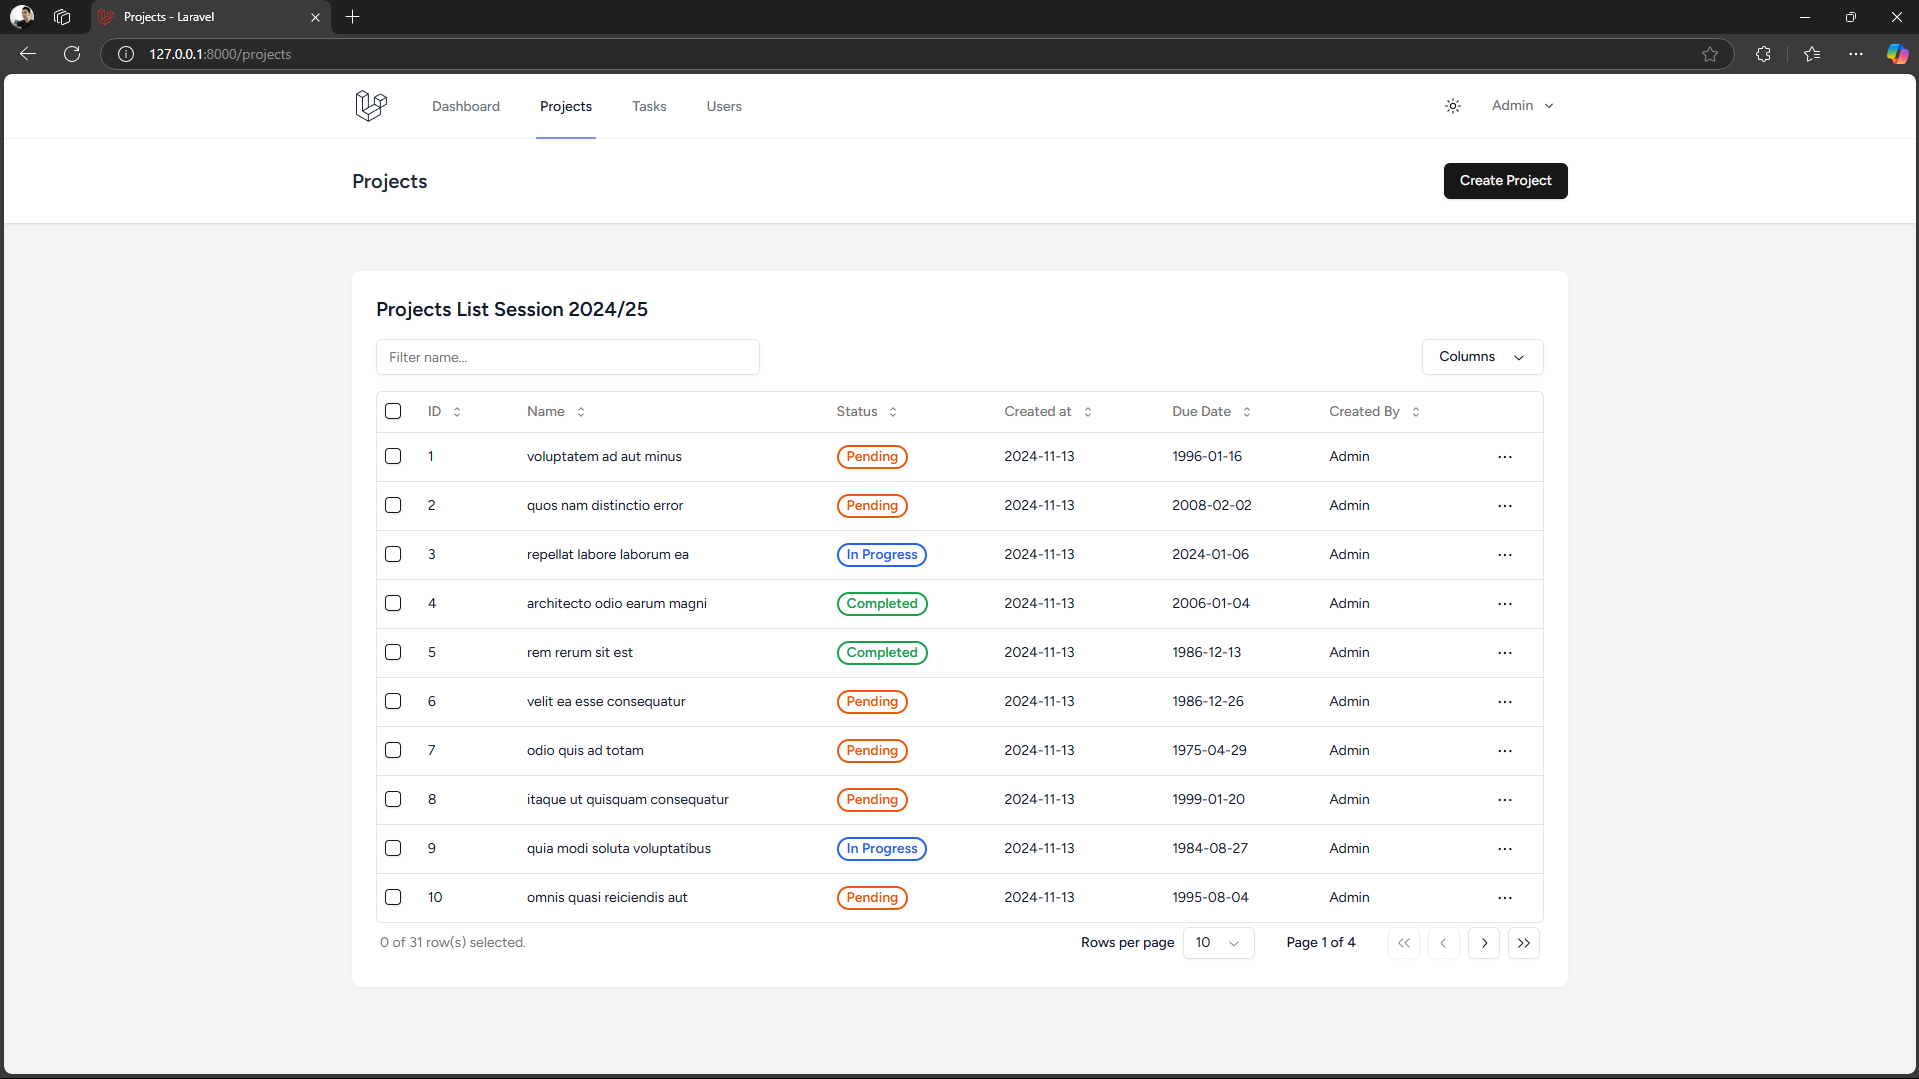 Projects - Laravel
127.0.0.1:8000/projects
Dashboard Projects Tasks Users Admin
Projects Create Project
Projects List Session 2024/25
Filter name... Columns
ID Name Status Created at Due Date Created By
1 voluptatem ad aut minus Pending 2024-11-13 1996-01-16 Admin ...
2 quos nam distinctio error Pending 2024-11-13 2008-02-02 Admin ...
3 repellat labore laborum ea In Progress 2024-11-13 2024-01-06 Admin ...
4 architecto odio earum magni Completed 2024-11-13 2006-01-04 Admin ...
5 rem rerum sit est Completed 2024-11-13 1986-12-13 Admin ...
6 velit ea esse consequatur Pending 2024-11-13 1986-12-26 Admin ...
7 odio quis ad totam Pending 2024-11-13 1975-04-29 Admin ...
8 itaque ut quisquam consequatur Pending 2024-11-13 1999-01-20 Admin ...
9 quia modi soluta voluptatibus In Progress 2024-11-13 1984-08-27 Admin ...
10 omnis quasi reiciendis aut Pending 2024-11-13 1995-08-04 Admin ...
0 of 31 row(s) selected. Rows per page 10 Page 1 of 4